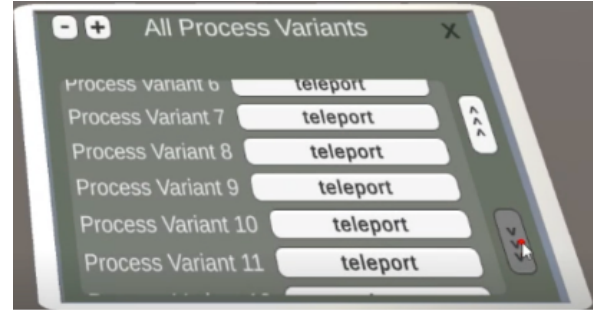 - + All Process Variants X
Process Variant 6 teleport
Process Variant 7 teleport
Process Variant 8 teleport
Process Variant 9 teleport
Process Variant 10 teleport
Process Variant 11 teleport